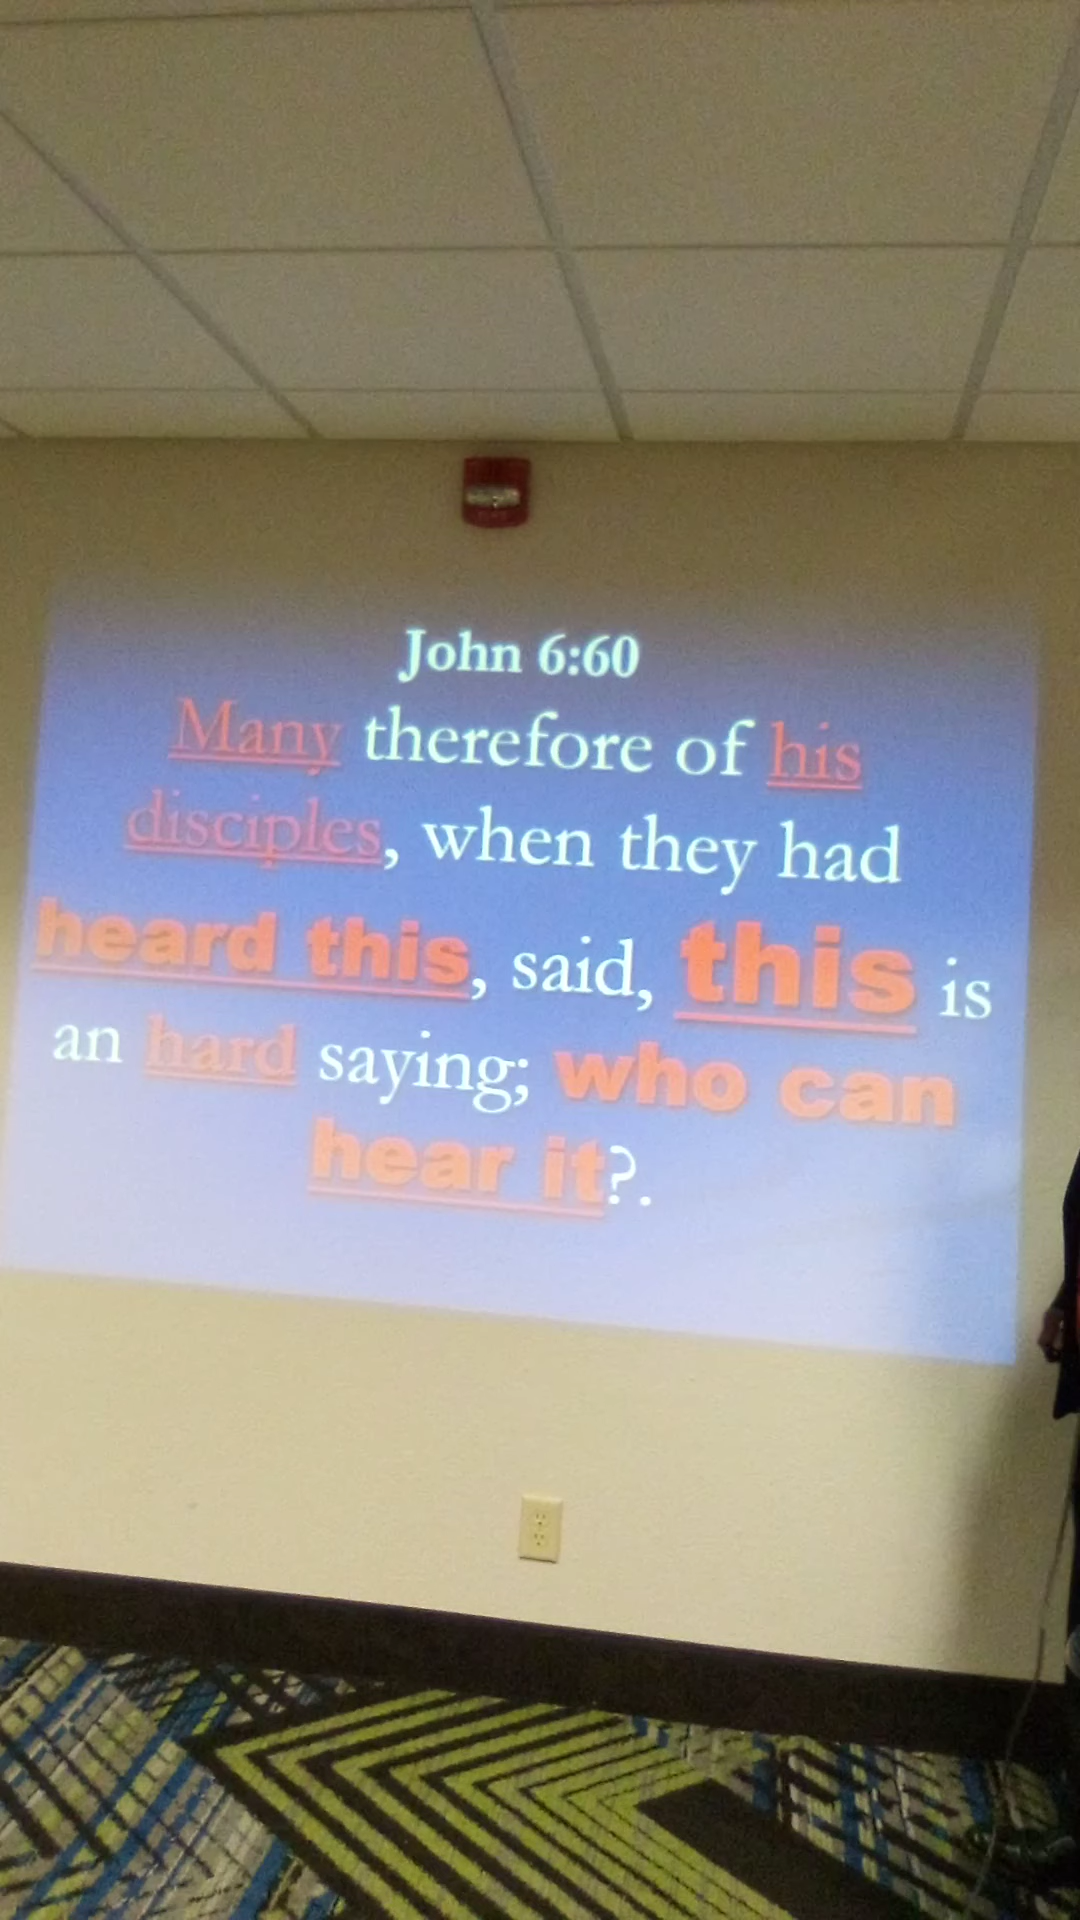 John 6:60
Many therefore of his
disciples, when they had
heard this, said, this is
an hard saying; who can
hear it?.